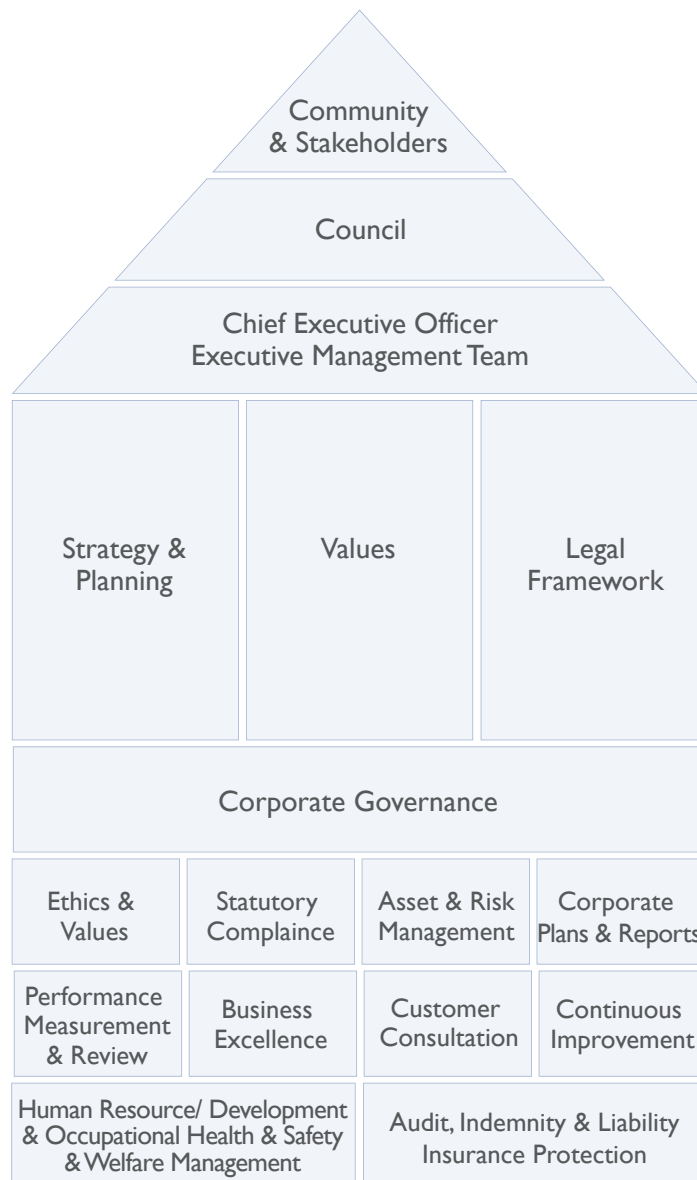 Community
& Stakeholders
Council
Chief Executive Officer
Executive Management Team
Strategy &
Planning
Values
Legal
Framework
Corporate Governance
Ethics &
Values
Statutory
Complaince
Asset & Risk
Management
Corporate
Plans & Reports
Performance
Measurement
& Review
Business
Excellence
Customer
Consultation
Continuous
Improvement
Human Resource/ Development
& Occupational Health & Safety
& Welfare Management
Audit, Indemnity & Liability
Insurance Protection